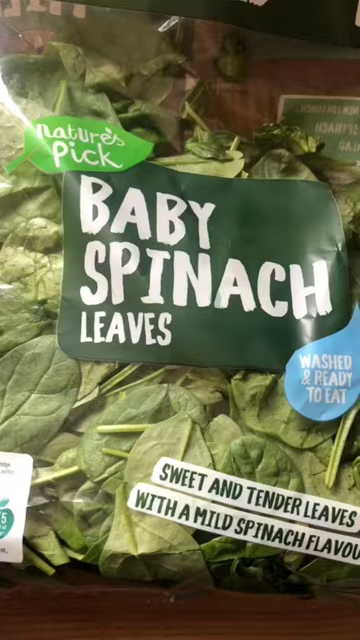 nature's
Pick
BABY
SPINACH
LEAVES
WASHED
& READY
TO EAT
SWEET AND TENDER LEAVES
WITH A MILD SPINACH FLAVOU